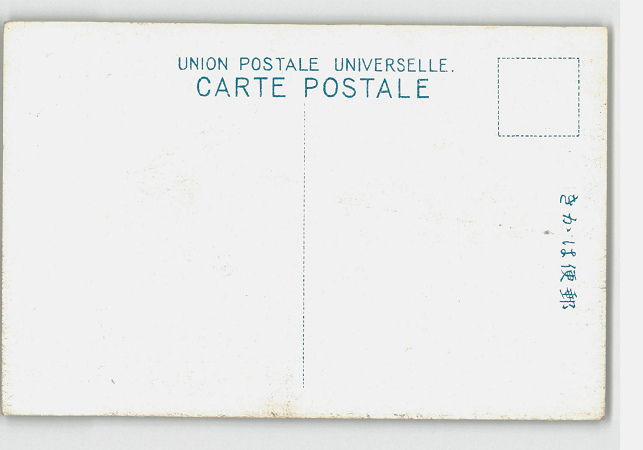 UNION POSTALE UNIVERSELLE.
CARTE POSTALE
きかは便郵